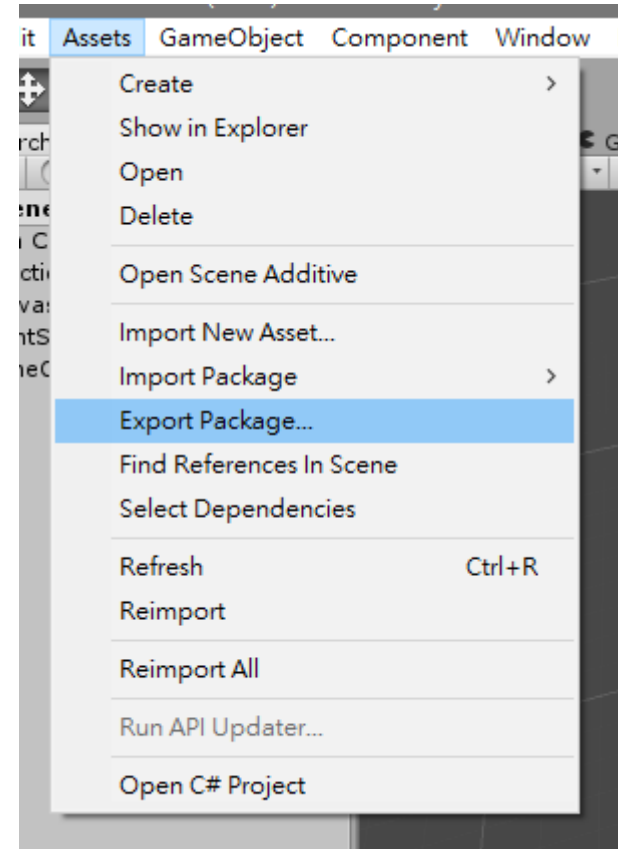 it Assets GameObject Component Window
Create
Show in Explorer
Open
Delete
Open Scene Additive
Import New Asset...
Import Package
Export Package...
Find References In Scene
Select Dependencies
Refresh Ctrl+R
Reimport
Reimport All
Run API Updater...
Open C# Project